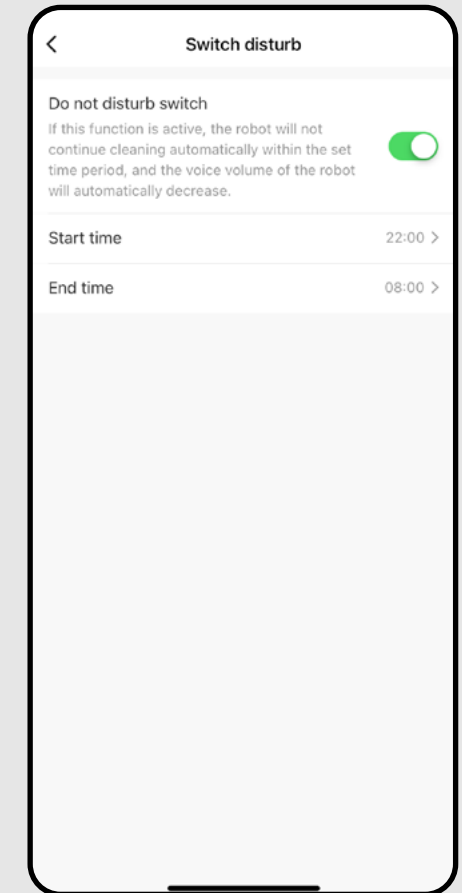 Switch disturb
Do not disturb switch
If this function is active, the robot will not
continue cleaning automatically within the set
time period, and the voice volume of the robot
will automatically decrease.
Start time 22:00 >
End time 08:00 >